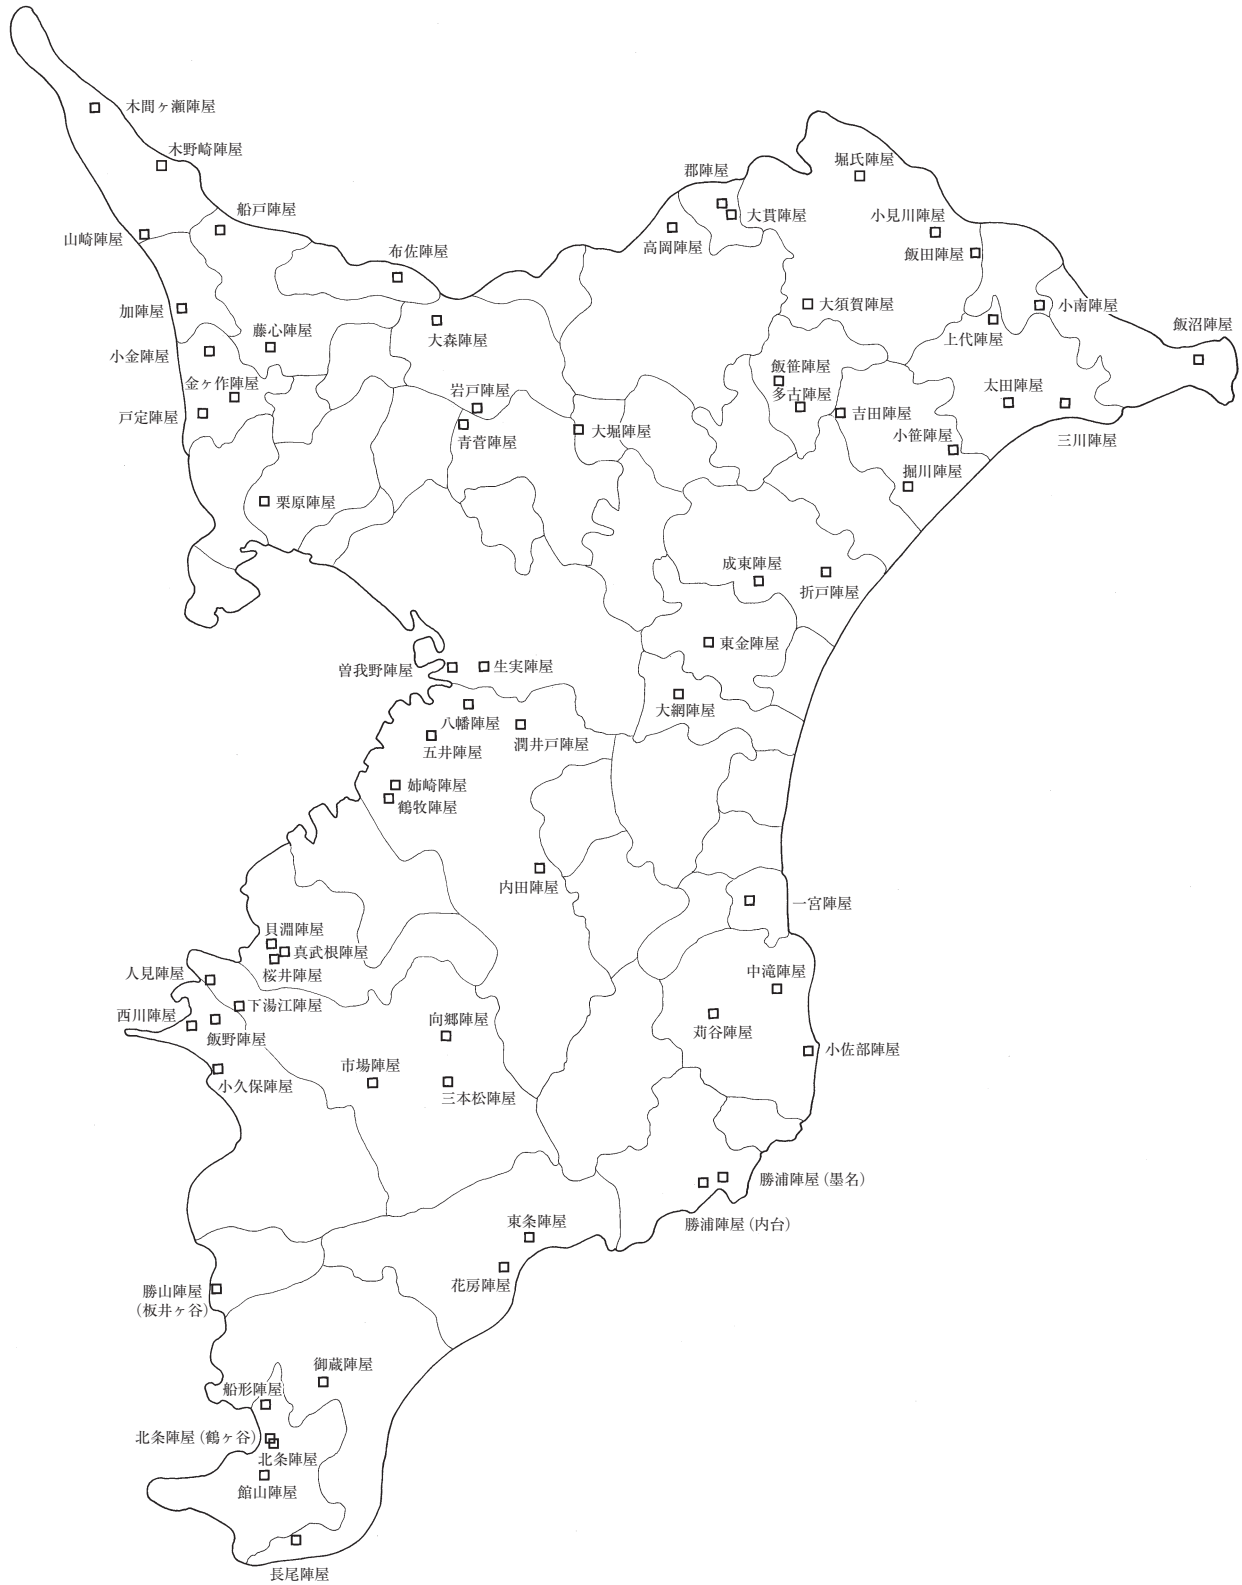 木間ヶ瀬陣屋
木野崎陣屋
船戸陣屋
山崎陣屋
布佐陣屋
加陣屋
藤心陣屋
大森陣屋
小金陣屋
金ヶ作陣屋
戸定陣屋
岩戸陣屋
青菅陣屋
大堀陣屋
栗原陣屋
郡陣屋
大貫陣屋
高岡陣屋
堀氏陣屋
小見川陣屋
飯田陣屋
大須賀陣屋
小南陣屋
上代陣屋
飯沼陣屋
飯笹陣屋
多古陣屋
太田陣屋
吉田陣屋
三川陣屋
小笹陣屋
掘川陣屋
成東陣屋
折戸陣屋
東金陣屋
曽我野陣屋
生実陣屋
大網陣屋
八幡陣屋
潤井戸陣屋
五井陣屋
姉崎陣屋
鶴牧陣屋
内田陣屋
一宮陣屋
貝淵陣屋
真武根陣屋
桜井陣屋
人見陣屋
下湯江陣屋
西川陣屋
飯野陣屋
小久保陣屋
向郷陣屋
市場陣屋
三本松陣屋
中滝陣屋
苅谷陣屋
小佐部陣屋
勝浦陣屋（墨名）
勝浦陣屋（内台）
東条陣屋
花房陣屋
勝山陣屋
（板井ヶ谷）
御蔵陣屋
船形陣屋
北条陣屋（鶴ヶ谷）
北条陣屋
館山陣屋
長尾陣屋